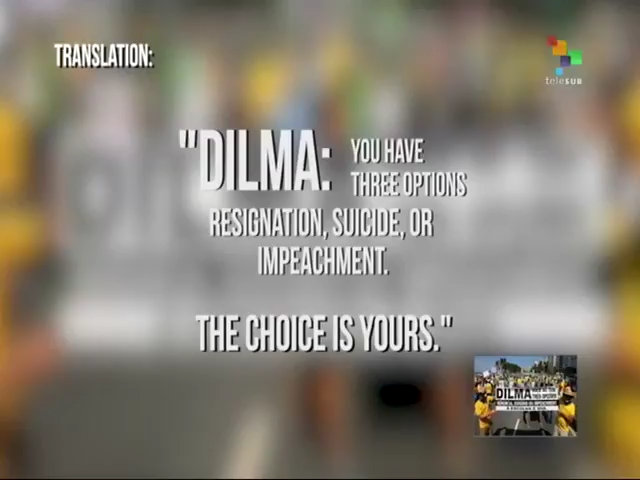 TRANSLATION:
teleSUR
"DILMA: YOU HAVE
THREE OPTIONS
RESIGNATION, SUICIDE, OR
IMPEACHMENT.
THE CHOICE IS YOURS."
DILMA